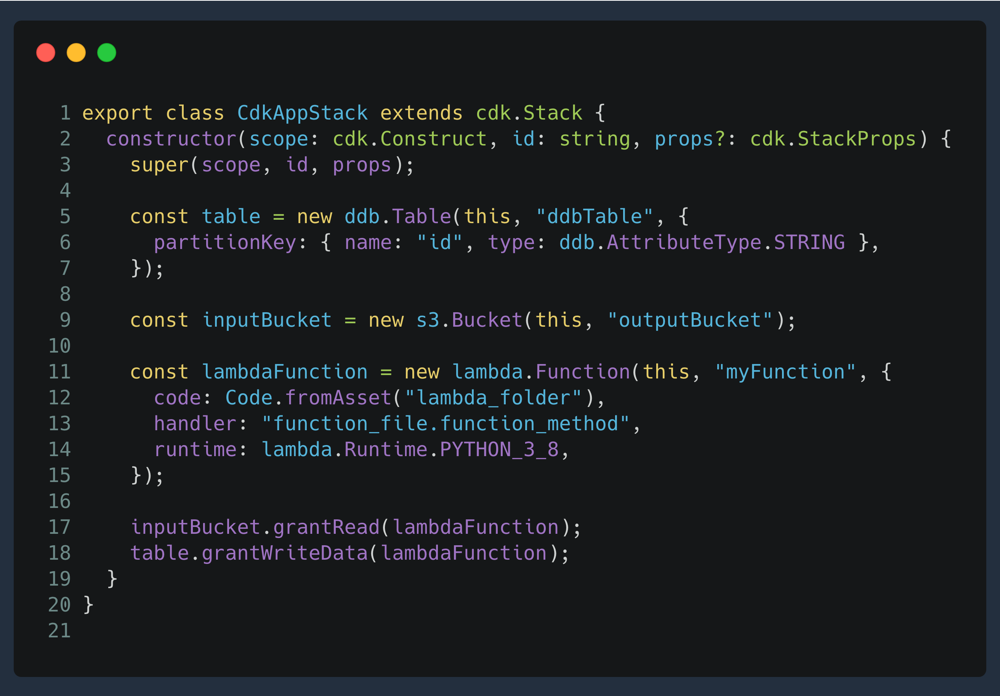 1 export class CdkAppStack extends cdk.Stack {
2   constructor(scope: cdk.Construct, id: string, props?: cdk.StackProps) {
3     super(scope, id, props);
4
5     const table = new ddb.Table(this, "ddbTable", {
6       partitionKey: { name: "id", type: ddb.AttributeType.STRING },
7     });
8
9     const inputBucket = new s3.Bucket(this, "outputBucket");
10
11     const lambdaFunction = new lambda.Function(this, "myFunction", {
12       code: Code.fromAsset("lambda_folder"),
13       handler: "function_file.function_method",
14       runtime: lambda.Runtime.PYTHON_3_8,
15     });
16
17     inputBucket.grantRead(lambdaFunction);
18     table.grantWriteData(lambdaFunction);
19   }
20 }
21